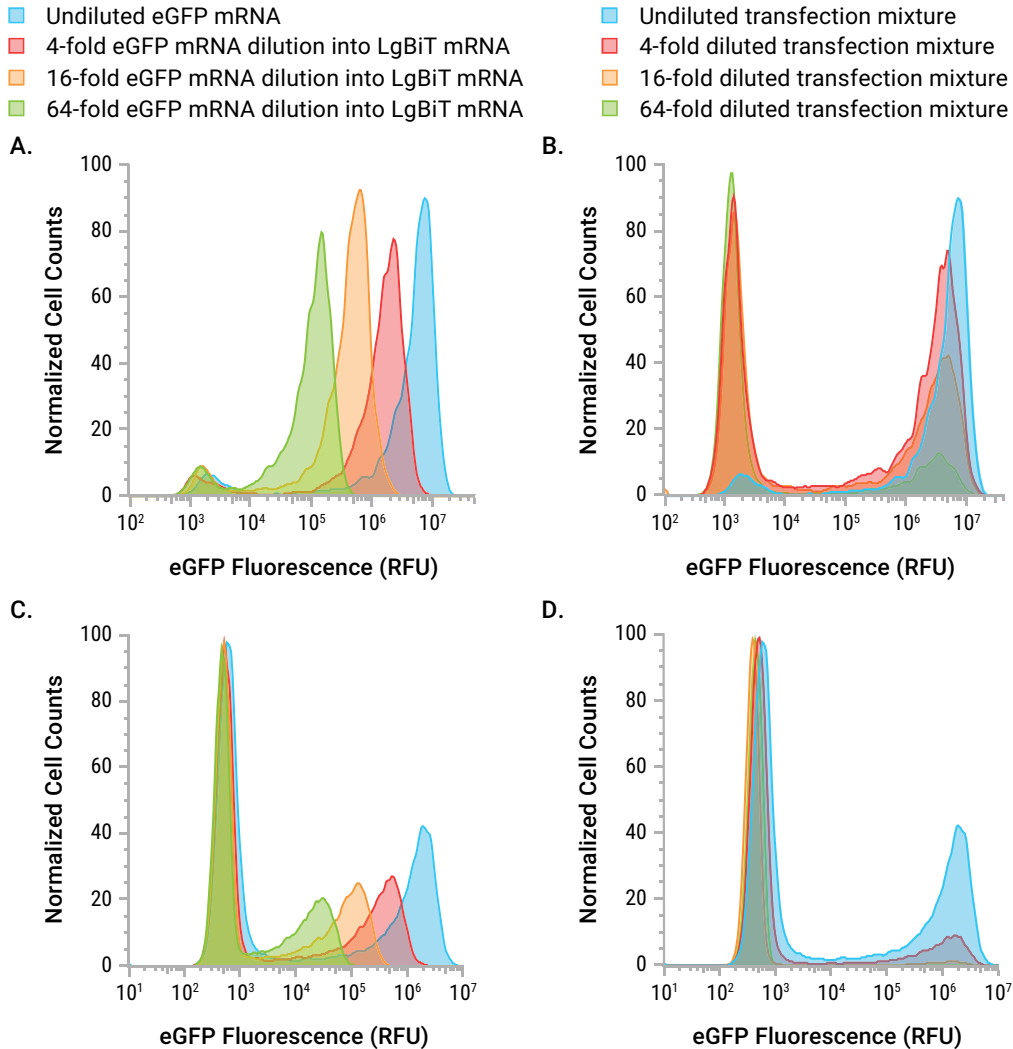 Undiluted eGFP mRNA
4-fold eGFP mRNA dilution into LgBiT mRNA
16-fold eGFP mRNA dilution into LgBiT mRNA
64-fold eGFP mRNA dilution into LgBiT mRNA
Undiluted transfection mixture
4-fold diluted transfection mixture
16-fold diluted transfection mixture
64-fold diluted transfection mixture
A.
Normalized Cell Counts
100
80
60
40
20
0
10² 10³ 10⁴ 10⁵ 10⁶ 10⁷
eGFP Fluorescence (RFU)
B.
Normalized Cell Counts
100
80
60
40
20
0
10² 10³ 10⁴ 10⁵ 10⁶ 10⁷
eGFP Fluorescence (RFU)
C.
Normalized Cell Counts
100
80
60
40
20
0
10¹ 10² 10³ 10⁴ 10⁵ 10⁶ 10⁷
eGFP Fluorescence (RFU)
D.
Normalized Cell Counts
100
80
60
40
20
0
10¹ 10² 10³ 10⁴ 10⁵ 10⁶ 10⁷
eGFP Fluorescence (RFU)